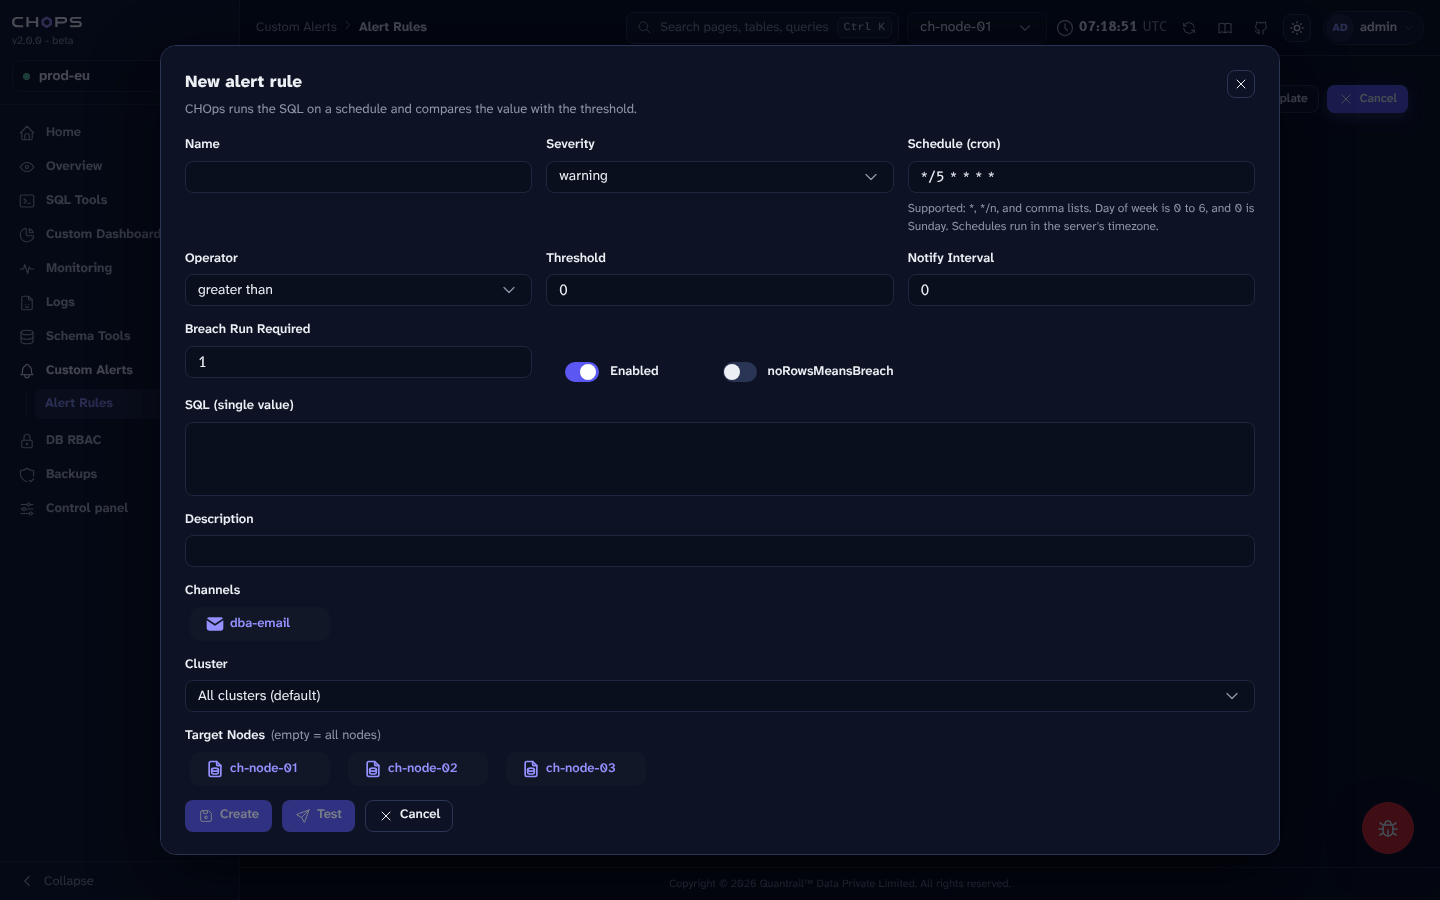 CHOPS
v2.0.0 - beta
Custom Alerts > Alert Rules
Search pages, tables, queries
Ctrl K
ch-node-01
07:18:51 UTC
AD
admin
prod-eu
plate
Cancel
Home
Overview
SQL Tools
Custom Dashboard
Monitoring
Logs
Schema Tools
Custom Alerts
Alert Rules
DB RBAC
Backups
Control panel
Collapse
New alert rule
CHOps runs the SQL on a schedule and compares the value with the threshold.
Name
Severity
Schedule (cron)
warning
*/5 * * * *
Supported: *, */n, and comma lists. Day of week is 0 to 6, and 0 is
Sunday. Schedules run in the server's timezone.
Operator
Threshold
Notify Interval
greater than
0
0
Breach Run Required
1
Enabled
noRowsMeansBreach
SQL (single value)
Description
Channels
dba-email
Cluster
All clusters (default)
Target Nodes (empty = all nodes)
ch-node-01
ch-node-02
ch-node-03
Create
Test
Cancel
Copyright © 2026 Quantrail™ Data Private Limited. All rights reserved.